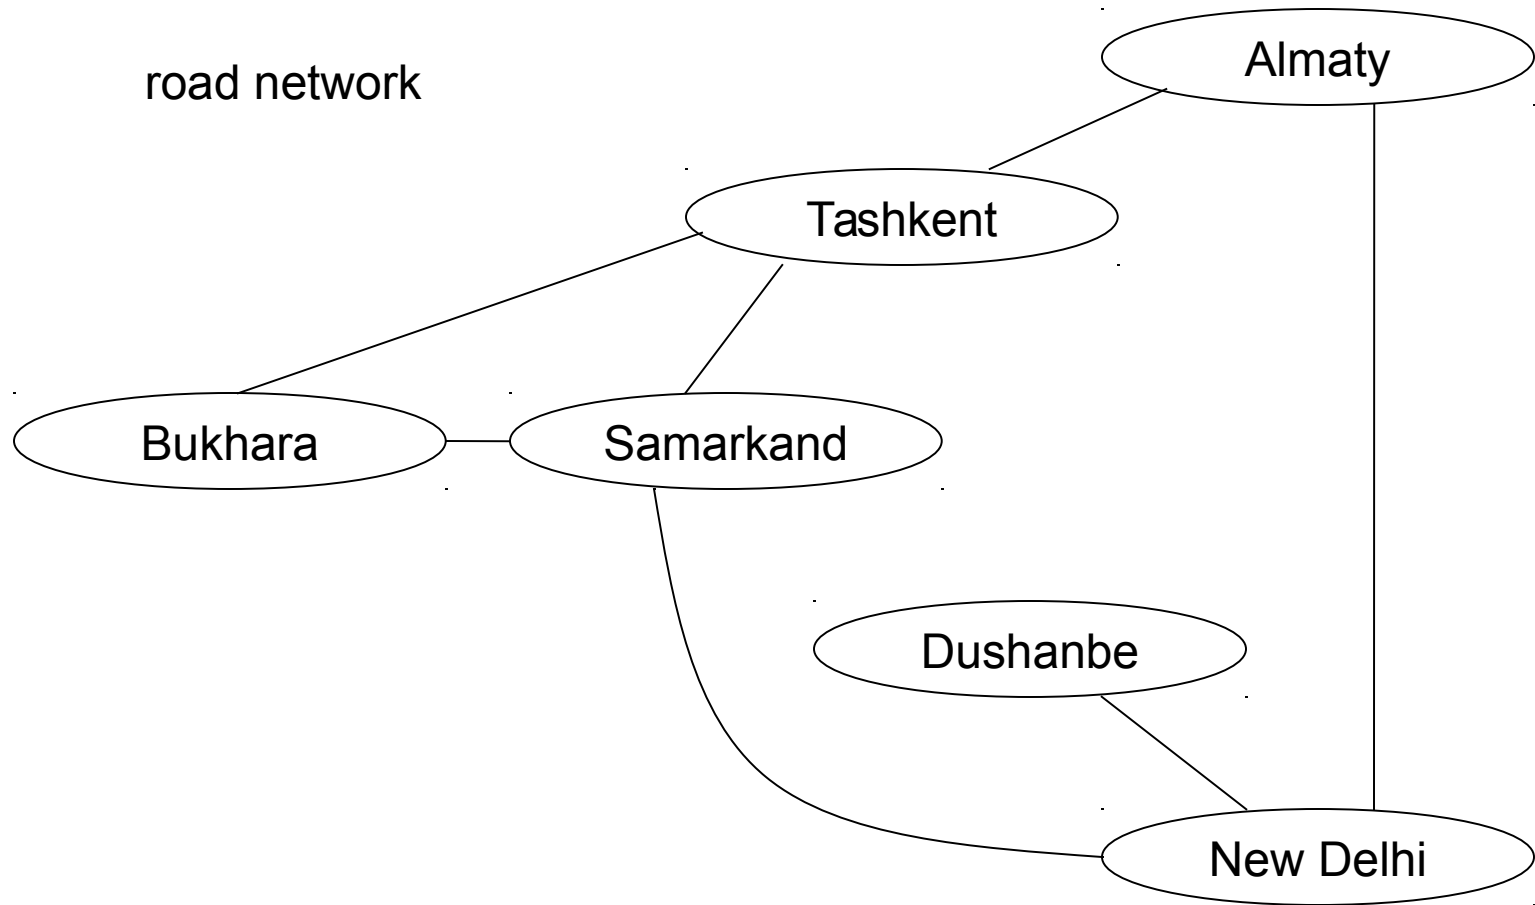 road network
Almaty
Tashkent
Bukhara
Samarkand
Dushanbe
New Delhi